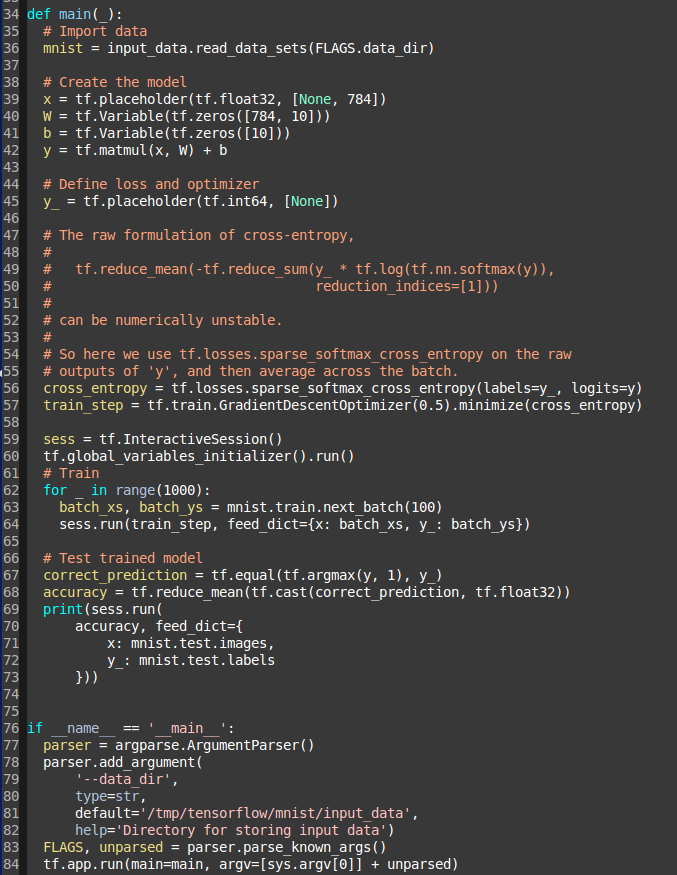 34 def main(_):
35   # Import data
36   mnist = input_data.read_data_sets(FLAGS.data_dir)
37
38   # Create the model
39   x = tf.placeholder(tf.float32, [None, 784])
40   W = tf.Variable(tf.zeros([784, 10]))
41   b = tf.Variable(tf.zeros([10]))
42   y = tf.matmul(x, W) + b
43
44   # Define loss and optimizer
45   y_ = tf.placeholder(tf.int64, [None])
46
47   # The raw formulation of cross-entropy,
48   #
49   #   tf.reduce_mean(-tf.reduce_sum(y_ * tf.log(tf.nn.softmax(y)),
50   #                                 reduction_indices=[1]))
51   #
52   # can be numerically unstable.
53   #
54   # So here we use tf.losses.sparse_softmax_cross_entropy on the raw
55   # outputs of 'y', and then average across the batch.
56   cross_entropy = tf.losses.sparse_softmax_cross_entropy(labels=y_, logits=y)
57   train_step = tf.train.GradientDescentOptimizer(0.5).minimize(cross_entropy)
58
59   sess = tf.InteractiveSession()
60   tf.global_variables_initializer().run()
61   # Train
62   for _ in range(1000):
63     batch_xs, batch_ys = mnist.train.next_batch(100)
64     sess.run(train_step, feed_dict={x: batch_xs, y_: batch_ys})
65
66   # Test trained model
67   correct_prediction = tf.equal(tf.argmax(y, 1), y_)
68   accuracy = tf.reduce_mean(tf.cast(correct_prediction, tf.float32))
69   print(sess.run(
70       accuracy, feed_dict={
71           x: mnist.test.images,
72           y_: mnist.test.labels
73       }))
74
75
76 if __name__ == '__main__':
77   parser = argparse.ArgumentParser()
78   parser.add_argument(
79       '--data_dir',
80       type=str,
81       default='/tmp/tensorflow/mnist/input_data',
82       help='Directory for storing input data')
83   FLAGS, unparsed = parser.parse_known_args()
84   tf.app.run(main=main, argv=[sys.argv[0]] + unparsed)